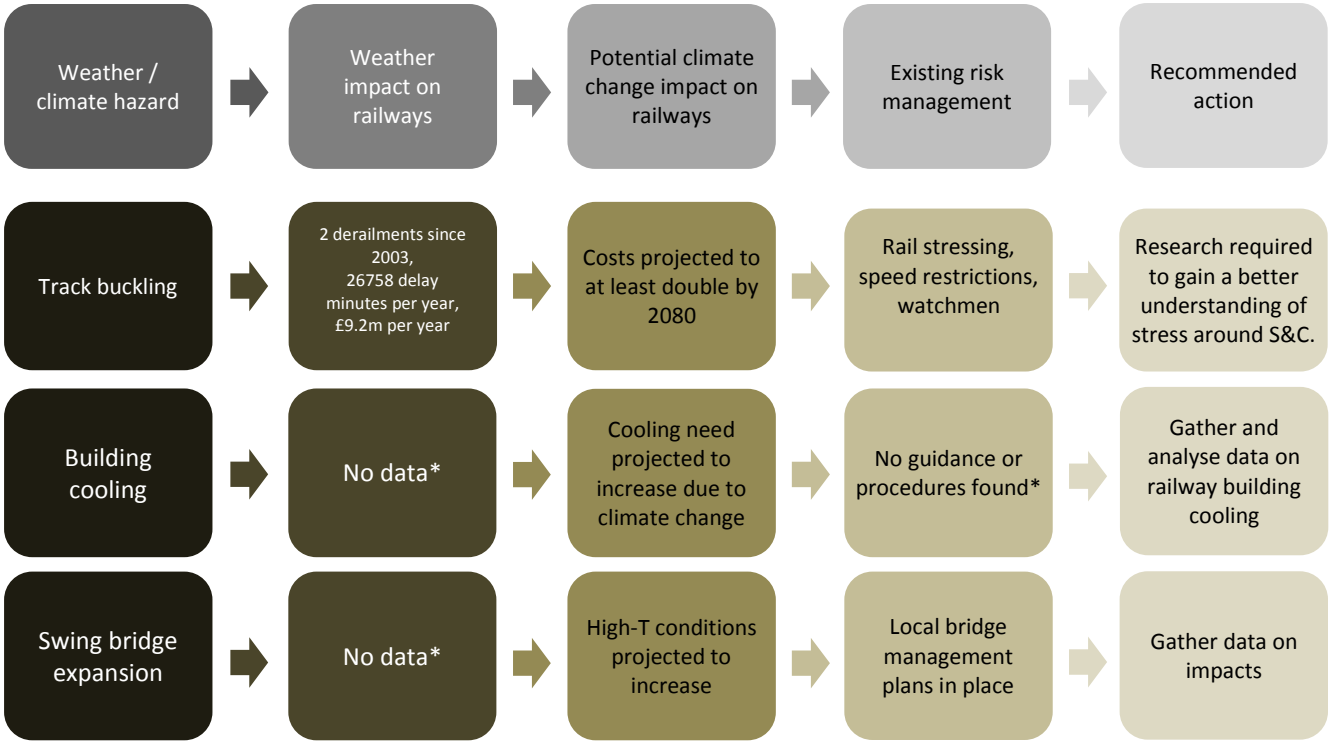 Weather /
climate hazard
Weather
impact on
railways
Potential climate
change impact on
railways
Existing risk
management
Recommended
action
Track buckling
2 derailments since
2003,
26758 delay
minutes per year,
£9.2m per year
Costs projected to
at least double by
2080
Rail stressing,
speed restrictions,
watchmen
Research required
to gain a better
understanding of
stress around S&C.
Building
cooling
No data*
Cooling need
projected to
increase due to
climate change
No guidance or
procedures found*
Gather and
analyse data on
railway building
cooling
Swing bridge
expansion
No data*
High-T conditions
projected to
increase
Local bridge
management
plans in place
Gather data on
impacts